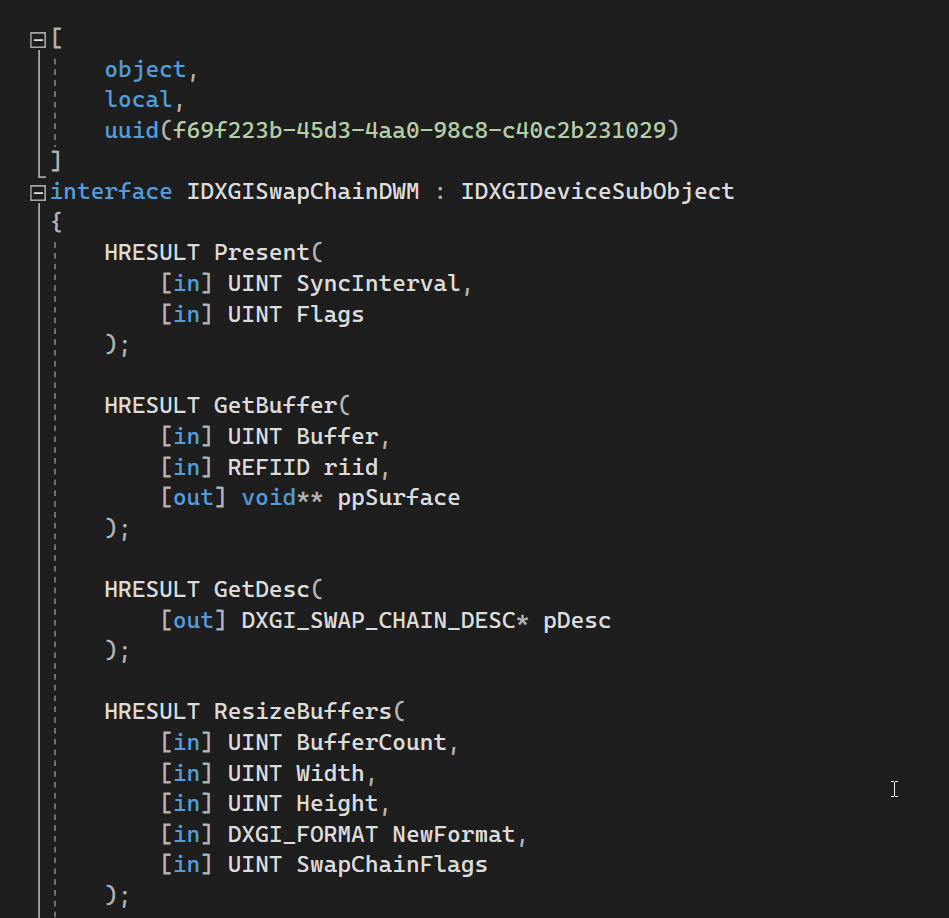 [
    object,
    local,
    uuid(f69f223b-45d3-4aa0-98c8-c40c2b231029)
]
interface IDXGISwapChainDWM : IDXGIDeviceSubObject
{
    HRESULT Present(
        [in] UINT SyncInterval,
        [in] UINT Flags
    );

    HRESULT GetBuffer(
        [in] UINT Buffer,
        [in] REFIID riid,
        [out] void** ppSurface
    );

    HRESULT GetDesc(
        [out] DXGI_SWAP_CHAIN_DESC* pDesc
    );

    HRESULT ResizeBuffers(
        [in] UINT BufferCount,
        [in] UINT Width,
        [in] UINT Height,
        [in] DXGI_FORMAT NewFormat,
        [in] UINT SwapChainFlags
    );